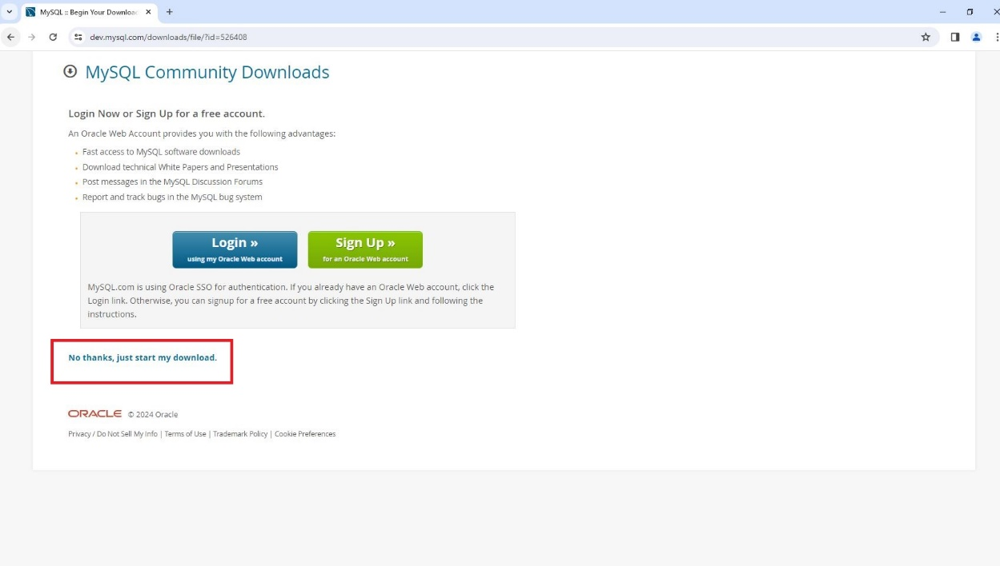 MySQL :: Begin Your Downloa
dev.mysql.com/downloads/file/?id=526408
MySQL Community Downloads
Login Now or Sign Up for a free account.
An Oracle Web Account provides you with the following advantages:
Fast access to MySQL software downloads
Download technical White Papers and Presentations
Post messages in the MySQL Discussion Forums
Report and track bugs in the MySQL bug system
Login »
using my Oracle Web account
Sign Up »
for an Oracle Web account
MySQL.com is using Oracle SSO for authentication. If you already have an Oracle Web account, click the
Login link. Otherwise, you can signup for a free account by clicking the Sign Up link and following the
instructions.
No thanks, just start my download.
ORACLE © 2024 Oracle
Privacy / Do Not Sell My Info | Terms of Use | Trademark Policy | Cookie Preferences